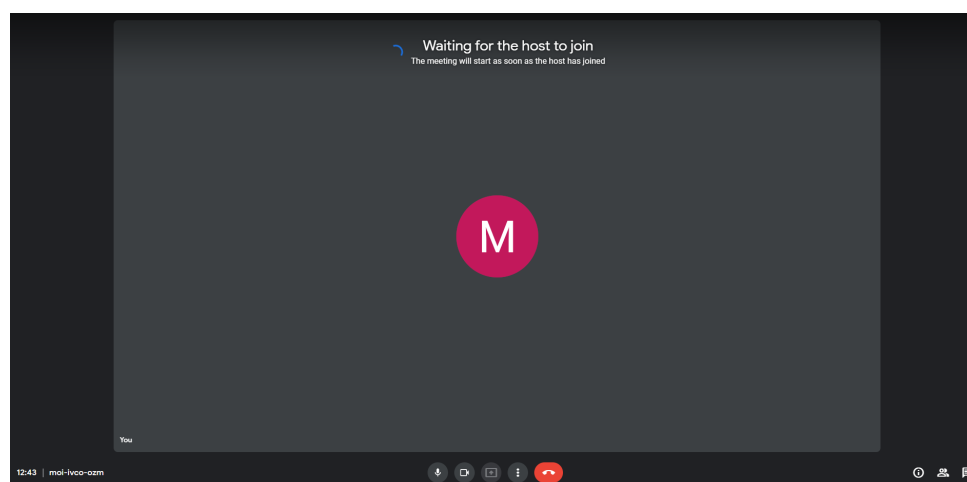 Waiting for the host to join
The meeting will start as soon as the host has joined
M
You
12:43 | moi-ivco-ozm